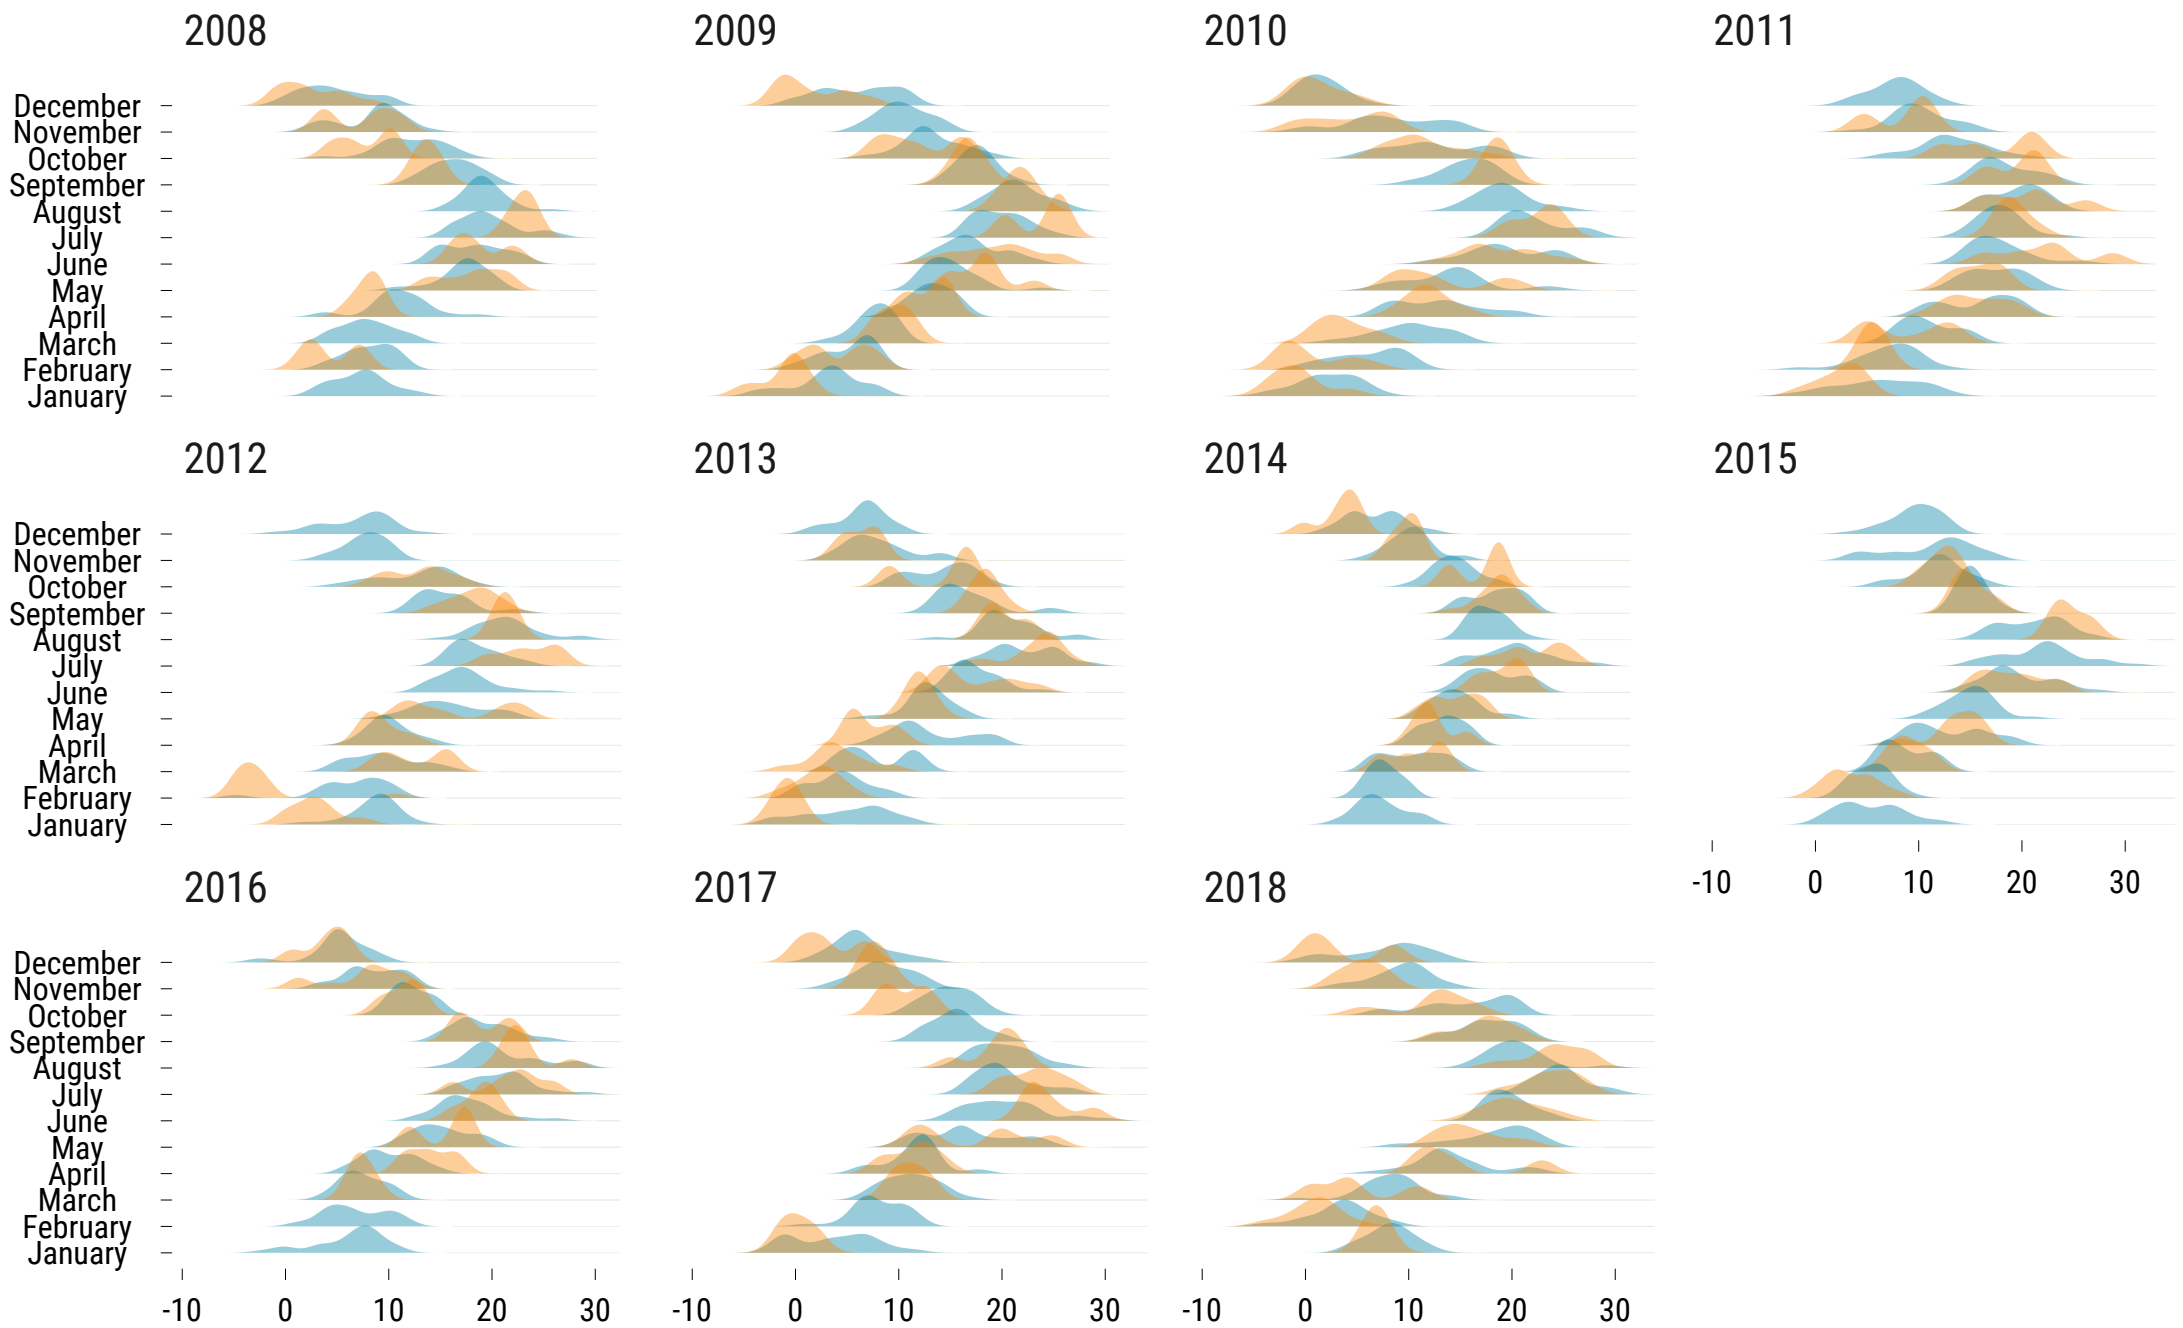 2008 2009 2010 2011
December
November
October
September
August
July
June
May
April
March
February
January
2012 2013 2014 2015
December
November
October
September
August
July
June
May
April
March
February
January
-10 0 10 20 30
2016 2017 2018
December
November
October
September
August
July
June
May
April
March
February
January
-10 0 10 20 30 -10 0 10 20 30 -10 0 10 20 30